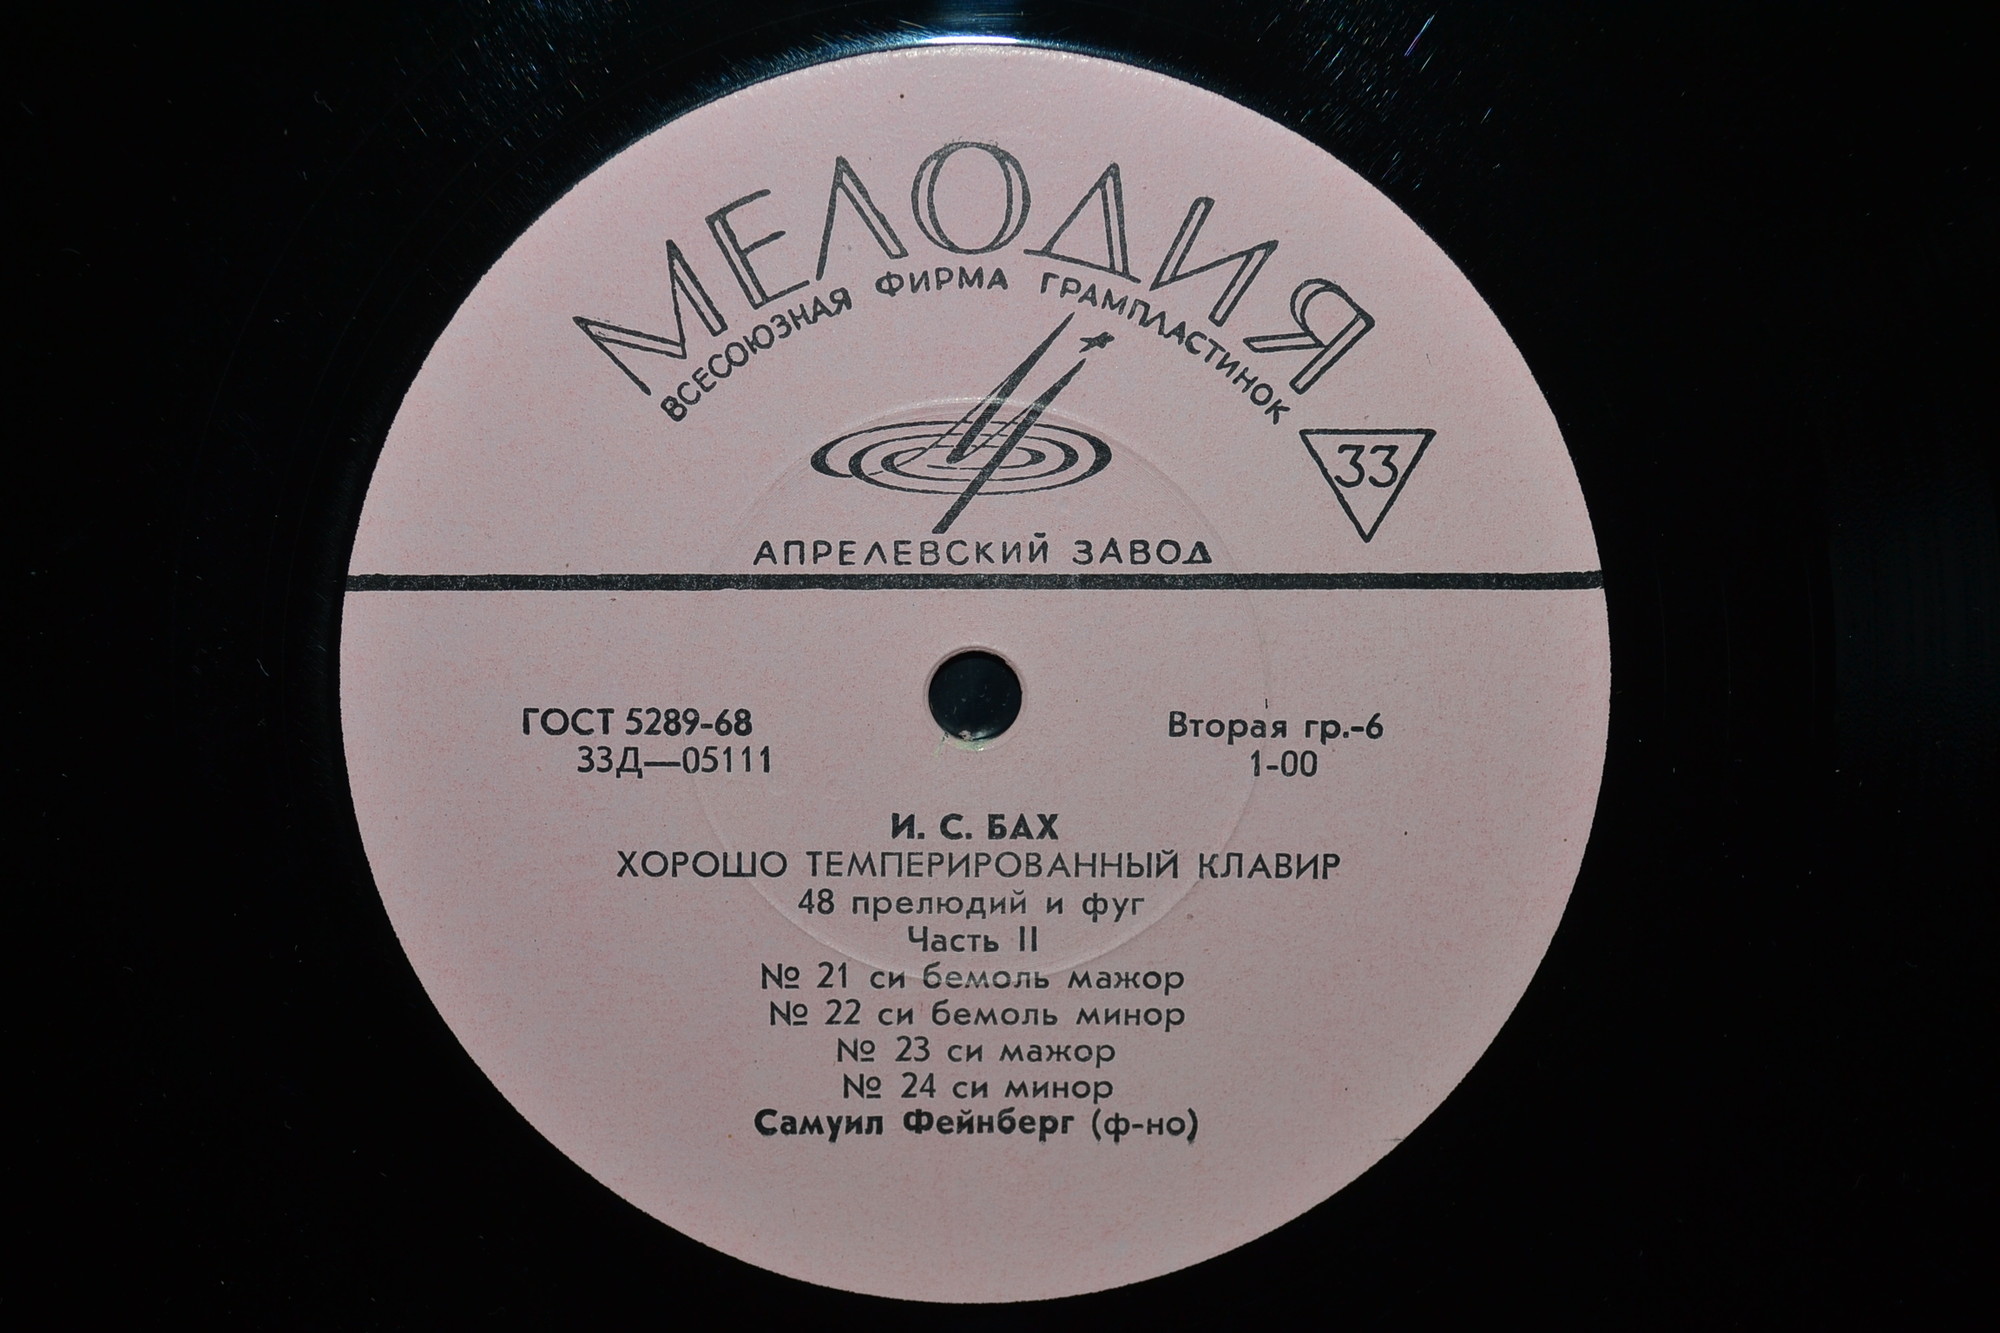 МЕЛОДИЯ
ВСЕСОЮЗНАЯ ФИРМА ГРАМПЛАСТИНОК
33
АПРЕЛЕВСКИЙ ЗАВОД
ГОСТ 5289-68
33Д—05111
Вторая гр.-6
1-00
И. С. БАХ
ХОРОШО ТЕМПЕРИРОВАННЫЙ КЛАВИР
48 прелюдий и фуг
Часть II
№ 21 си бемоль мажор
№ 22 си бемоль минор
№ 23 си мажор
№ 24 си минор
Самуил Фейнберг (ф-но)